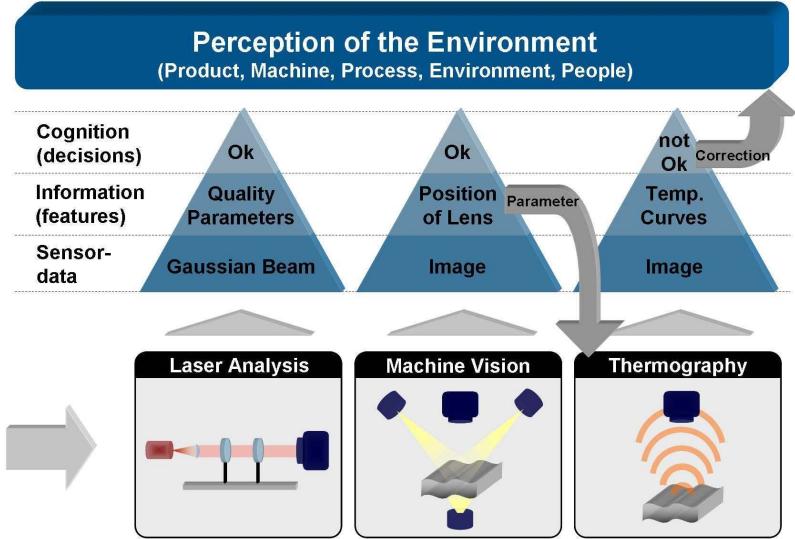 Perception of the Environment
(Product, Machine, Process, Environment, People)
Cognition
(decisions)
Ok
Ok
not
Ok
Correction
Information
(features)
Quality
Parameters
Position
of Lens
Parameter
Temp.
Curves
Sensor-
data
Gaussian Beam
Image
Image
Laser Analysis
Machine Vision
Thermography